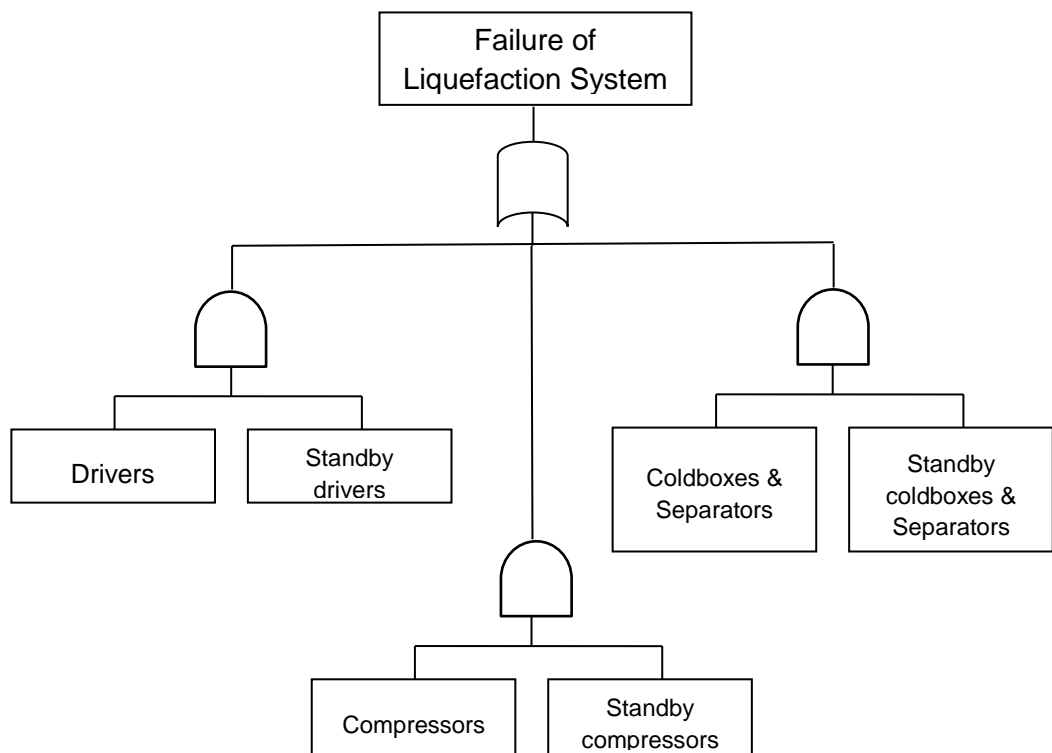 Failure of
Liquefaction System
Drivers
Standby
drivers
Coldboxes &
Separators
Standby
coldboxes &
Separators
Compressors
Standby
compressors